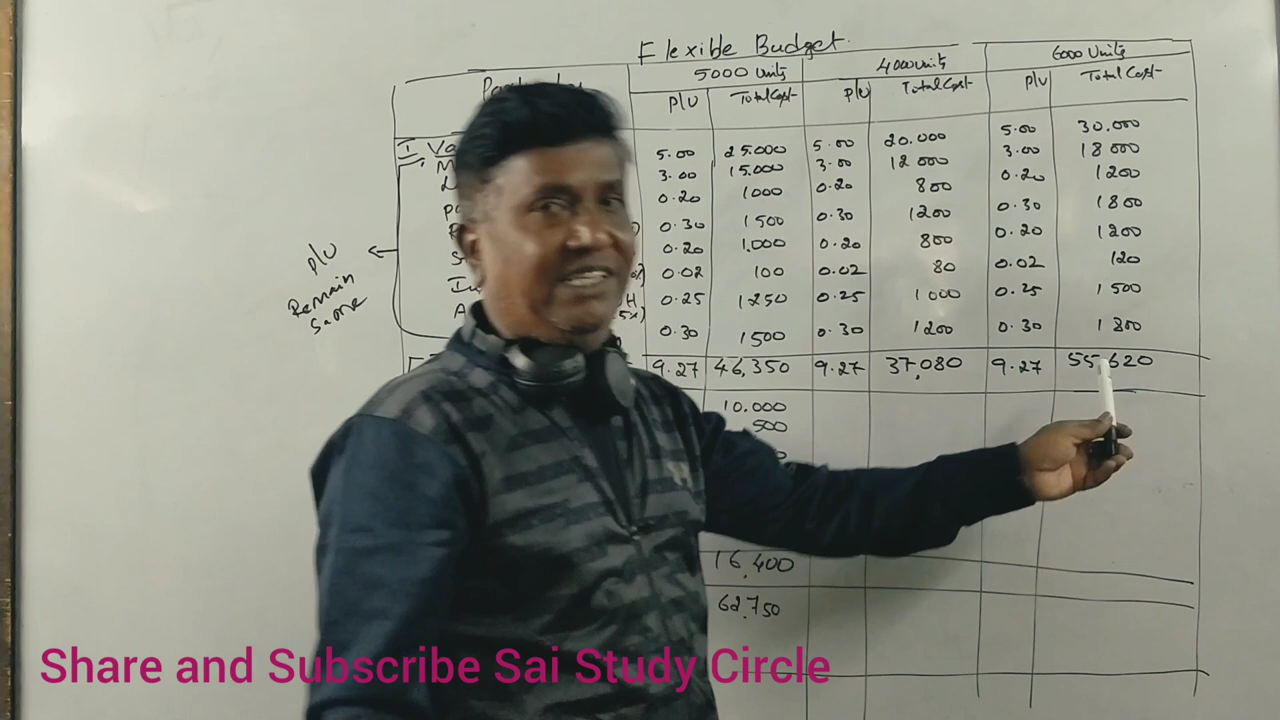 Flexible Budget
5000 Units 4000 Units 6000 Units
P/U Total Cost P/U Total Cost P/U Total Cost
I Va
5.00 25.000 5.00 20.000 5.00 30.000
3.00 15.000 3.00 12000 3.00 18000
0.20 1000 0.20 800 0.20 1200
0.30 1500 0.30 1200 0.30 1800
0.20 1.000 0.20 800 0.20 1200
0.02 100 0.02 80 0.02 120
0.25 1250 0.25 1000 0.25 1500
0.30 1500 0.30 1200 0.30 1800
9.27 46,350 9.27 37,080 9.27 55,620
10.000
500
16,400
62,750
P/U
Remain
Same
Share and Subscribe Sai Study Circle